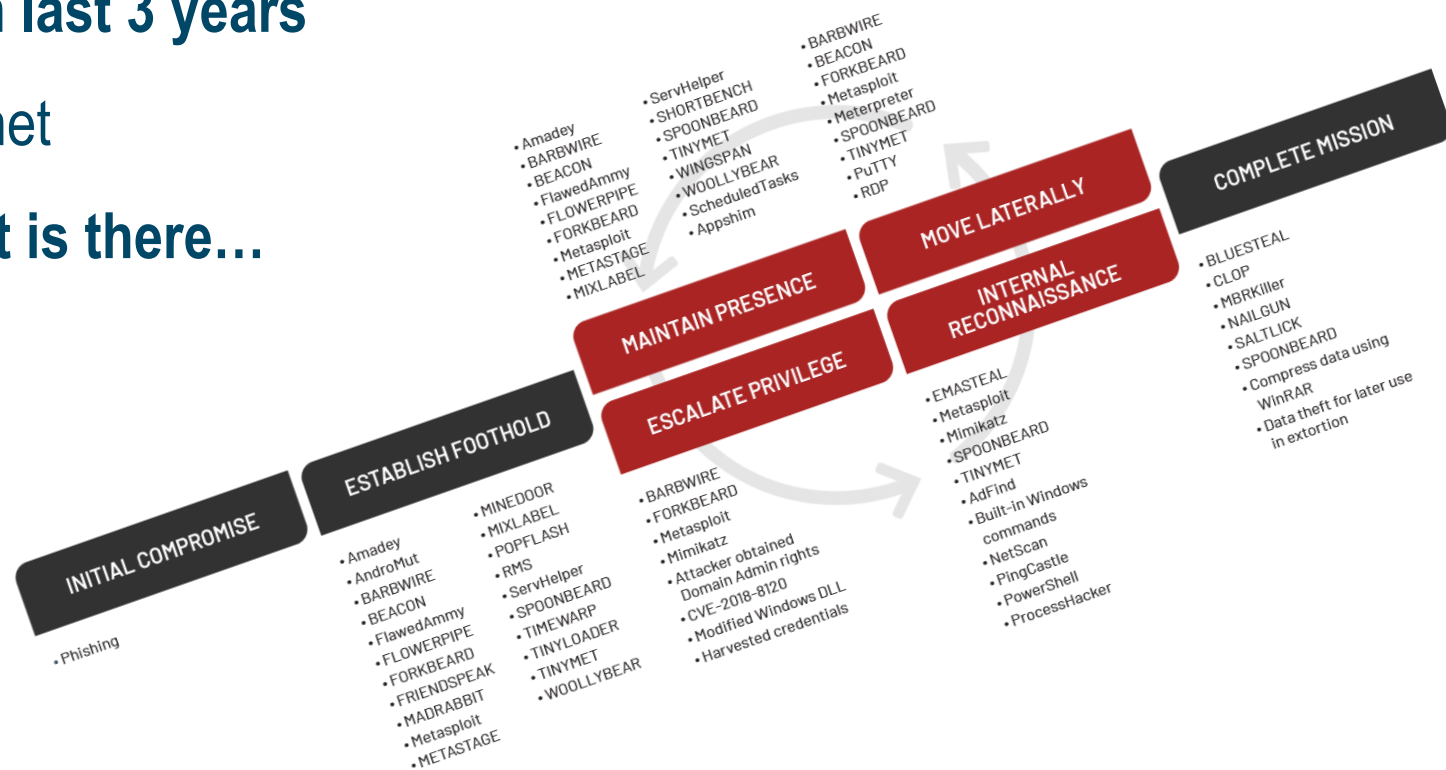 n last 3 years
net
t is there…
INITIAL COMPROMISE
• Phishing
ESTABLISH FOOTHOLD
• Amadey
• AndroMut
• BARBWIRE
• BEACON
• FlawedAmmy
• FLOWERPIPE
• FORKBEARD
• FRIENDSPEAK
• MADRABBIT
• Metasploit
• METASTAGE
• MINEDOOR
• MIXLABEL
• POPFLASH
• RMS
• ServHelper
• SPOONBEARD
• TIMEWARP
• TINYLOADER
• TINYMET
• WOOLLYBEAR
• Amadey
• BARBWIRE
• BEACON
• FlawedAmmy
• FLOWERPIPE
• FORKBEARD
• Metasploit
• METASTAGE
• MIXLABEL
• ServHelper
• SHORTBENCH
• SPOONBEARD
• TINYMET
• WINGSPAN
• WOOLLYBEAR
• ScheduledTasks
• Appshim
MAINTAIN PRESENCE
ESCALATE PRIVILEGE
• BARBWIRE
• FORKBEARD
• Metasploit
• Mimikatz
• Attacker obtained
Domain Admin rights
• CVE-2018-8120
• Modified Windows DLL
• Harvested credentials
• BARBWIRE
• BEACON
• FORKBEARD
• Metasploit
• Meterpreter
• SPOONBEARD
• TINYMET
• PuTTY
• RDP
MOVE LATERALLY
INTERNAL
RECONNAISSANCE
• EMASTEAL
• Metasploit
• Mimikatz
• SPOONBEARD
• TINYMET
• AdFind
• Built-in Windows
commands
• NetScan
• PingCastle
• PowerShell
• ProcessHacker
COMPLETE MISSION
• BLUESTEAL
• CLOP
• MBRKiller
• NAILGUN
• SALTLICK
• SPOONBEARD
• Compress data using
WInRAR
• Data theft for later use
in extortion